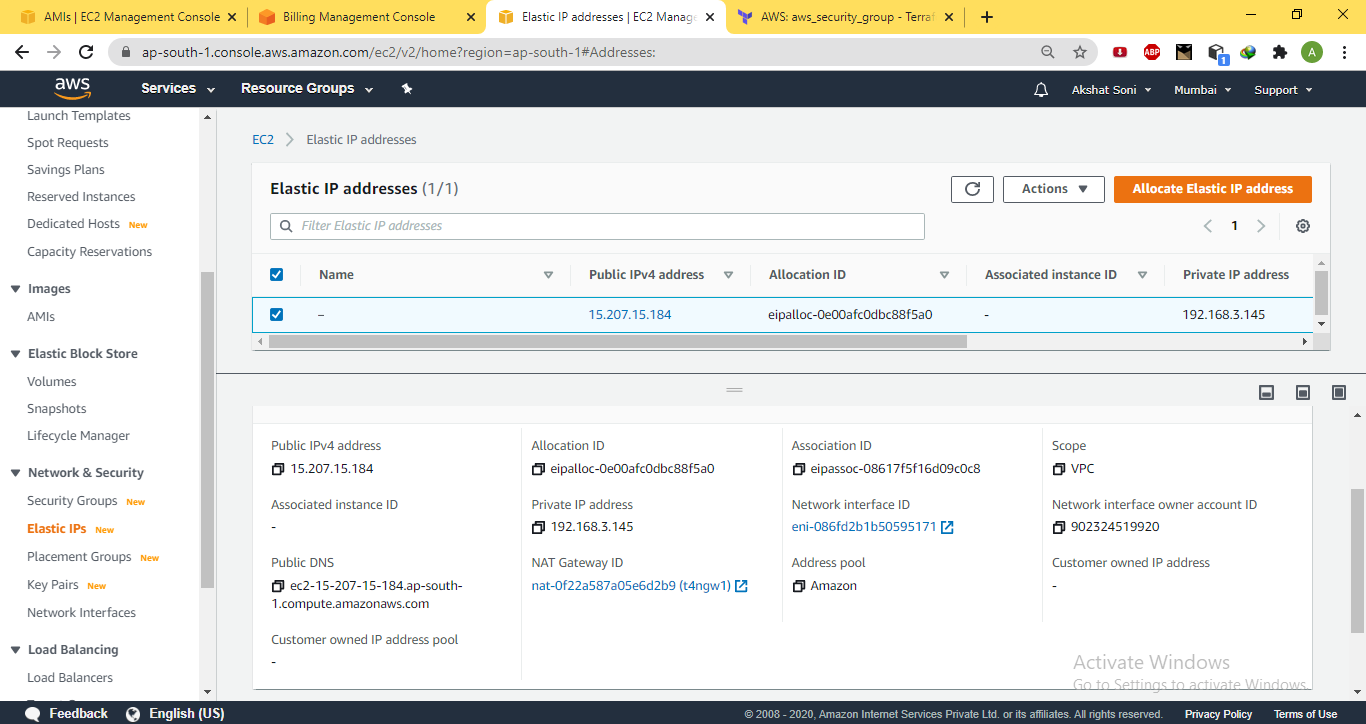 AMIs | EC2 Management Console
Billing Management Console
Elastic IP addresses | EC2 Manage
AWS: aws_security_group - Terraf
ap-south-1.console.aws.amazon.com/ec2/v2/home?region=ap-south-1#Addresses:
ABP
1
A
aws
Services
Resource Groups
Akshat Soni
Mumbai
Support
Launch Templates
Spot Requests
Savings Plans
Reserved Instances
Dedicated Hosts New
Capacity Reservations
Images
AMIs
Elastic Block Store
Volumes
Snapshots
Lifecycle Manager
Network & Security
Security Groups New
Elastic IPs New
Placement Groups New
Key Pairs New
Network Interfaces
Load Balancing
Load Balancers
EC2 Elastic IP addresses
Elastic IP addresses (1/1)
Actions
Allocate Elastic IP address
Filter Elastic IP addresses
1
Name Public IPv4 address Allocation ID Associated instance ID Private IP address
– 15.207.15.184 eipalloc-0e00afc0dbc88f5a0 - 192.168.3.145
Public IPv4 address
15.207.15.184
Allocation ID
eipalloc-0e00afc0dbc88f5a0
Association ID
eipassoc-08617f5f16d09c0c8
Scope
VPC
Associated instance ID
-
Private IP address
192.168.3.145
Network interface ID
eni-086fd2b1b50595171
Network interface owner account ID
902324519920
Public DNS
ec2-15-207-15-184.ap-south-
1.compute.amazonaws.com
NAT Gateway ID
nat-0f22a587a05e6d2b9 (t4ngw1)
Address pool
Amazon
Customer owned IP address
-
Customer owned IP address pool
-
Activate Windows
Go to Settings to activate Windows.
Feedback
English (US)
© 2008 - 2020, Amazon Internet Services Private Ltd. or its affiliates. All rights reserved.
Privacy Policy
Terms of Use